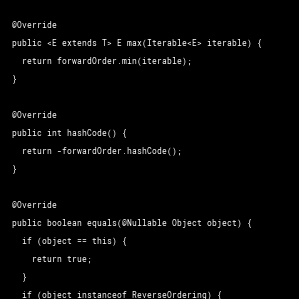 @Override
public <E extends T> E max(Iterable<E> iterable) {
return forwardOrder.min(iterable);
}
@Override
public int hashCode() {
return -forwardOrder.hashCode();
}
@Override
public boolean equals(@Nullable Object object) {
if (object == this) {
return true;
}
if (object instanceof ReverseOrdering) {